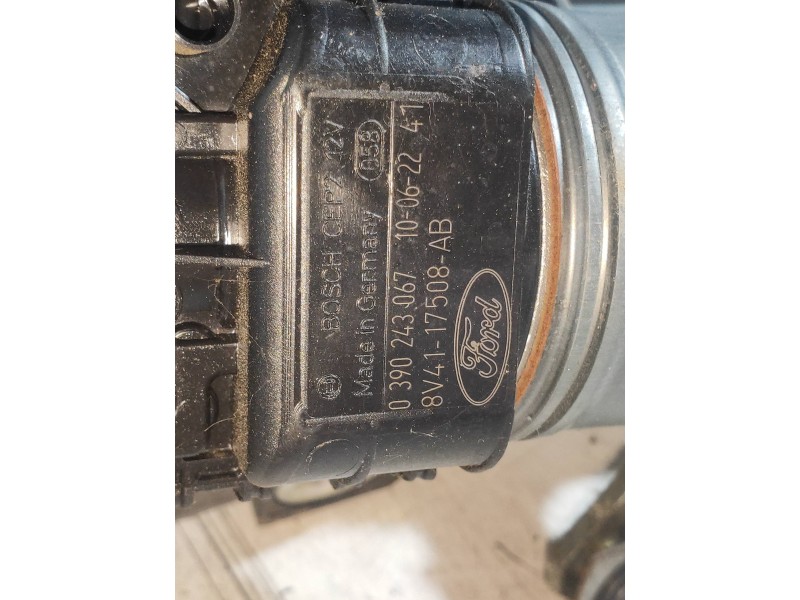 BOSCH CEP2 12V
Made in Germany 058
0 390 243 067 10-06-22 41
8V41-17508-AB
Ford